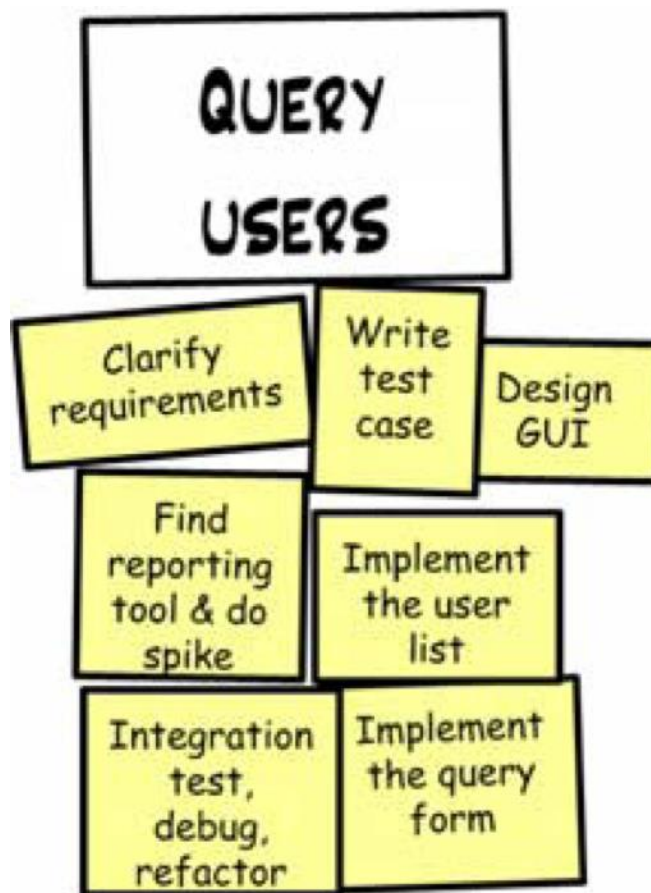 QUERY
USERS
Clarify
requirements
Write
test
case
Design
GUI
Find
reporting
tool & do
spike
Implement
the user
list
Integration
test,
debug,
refactor
Implement
the query
form